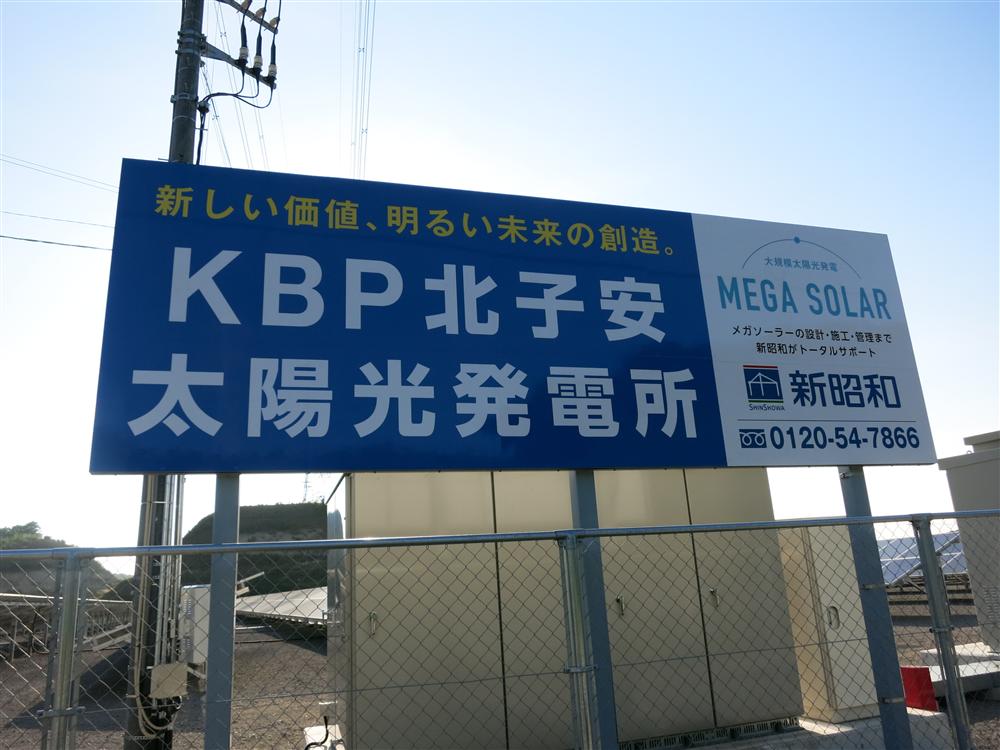 新しい価値、明るい未来の創造。
KBP北子安
太陽光発電所
大規模太陽光発電
MEGA SOLAR
メガソーラーの設計・施工・管理まで
新昭和がトータルサポート
SHINSHOWA
新昭和
0120-54-7866